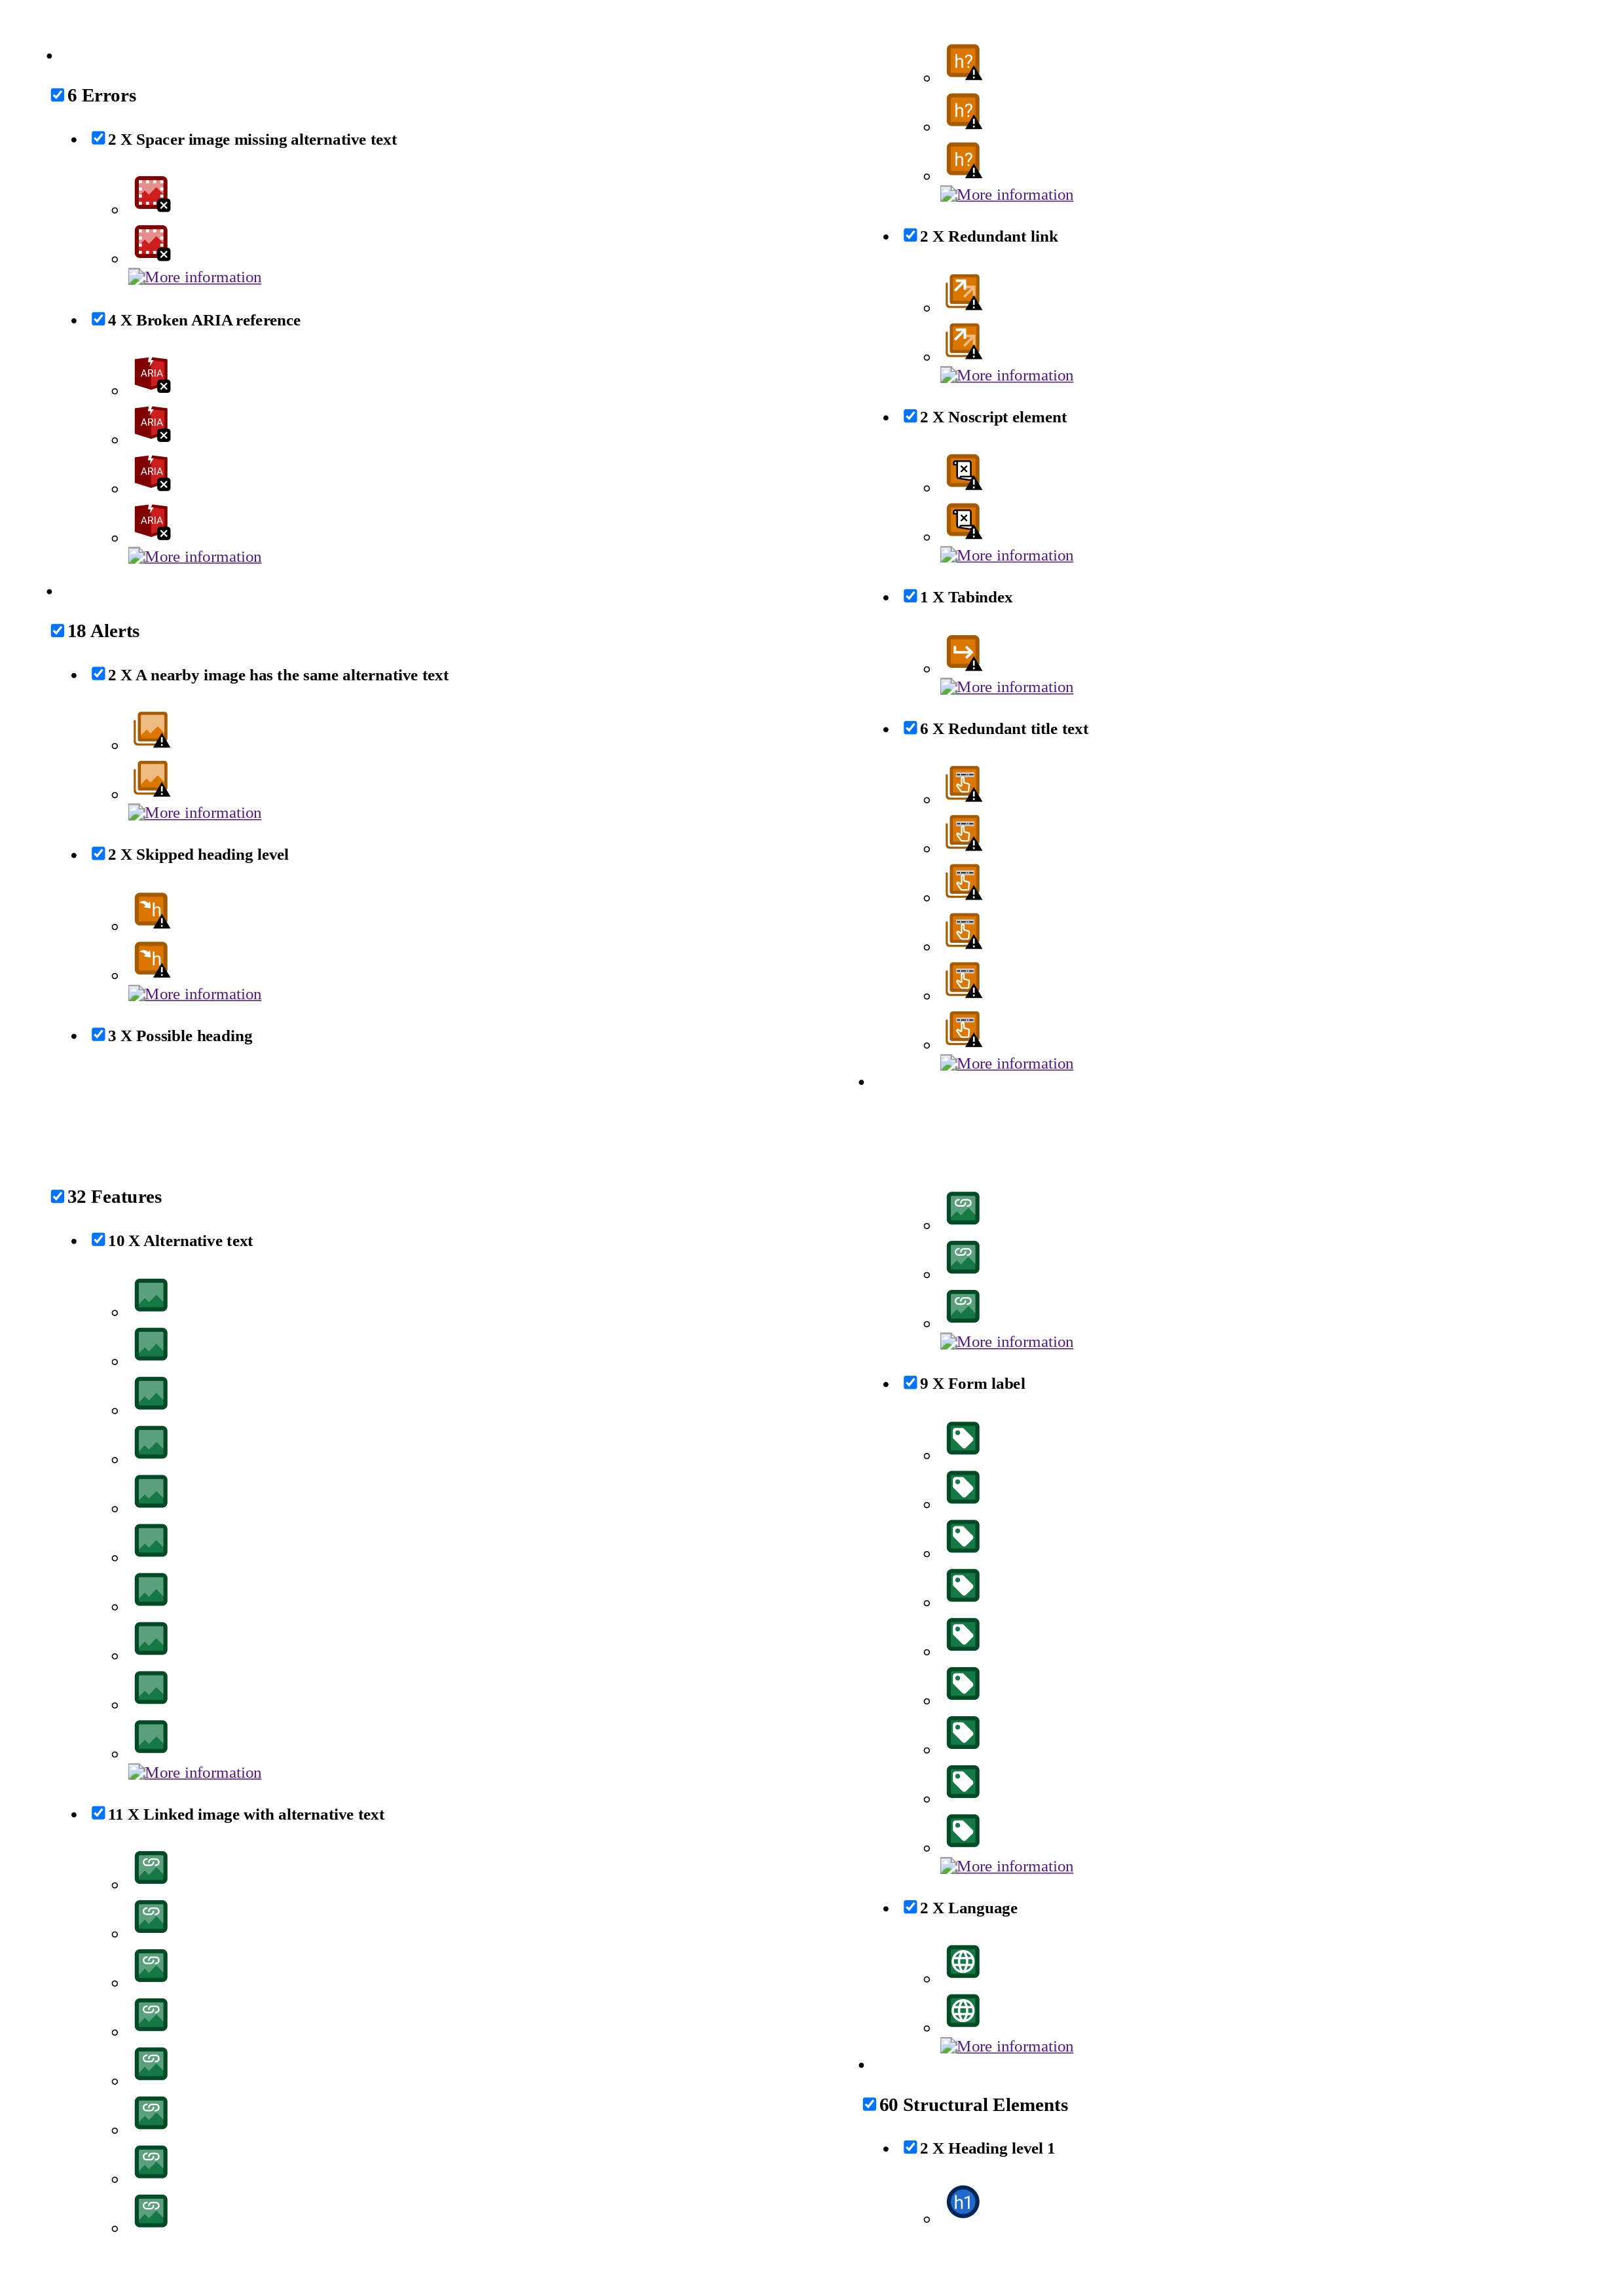 6 Errors
2 X Spacer image missing alternative text
More information
4 X Broken ARIA reference
ARIA
ARIA
ARIA
ARIA
More information
18 Alerts
2 X A nearby image has the same alternative text
More information
2 X Skipped heading level
h
h
More information
3 X Possible heading
h?
h?
h?
More information
2 X Redundant link
More information
2 X Noscript element
More information
1 X Tabindex
More information
6 X Redundant title text
More information
32 Features
10 X Alternative text
More information
11 X Linked image with alternative text
More information
9 X Form label
More information
2 X Language
More information
60 Structural Elements
2 X Heading level 1
h1